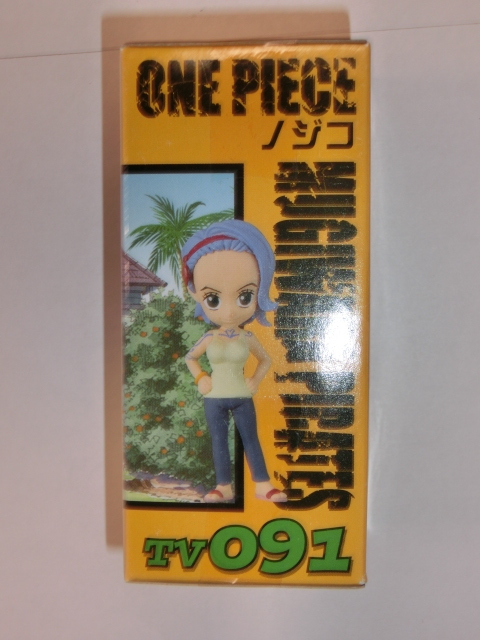 ONE PIECE
ノジコ
MUGIWARA PIRATES
TV091